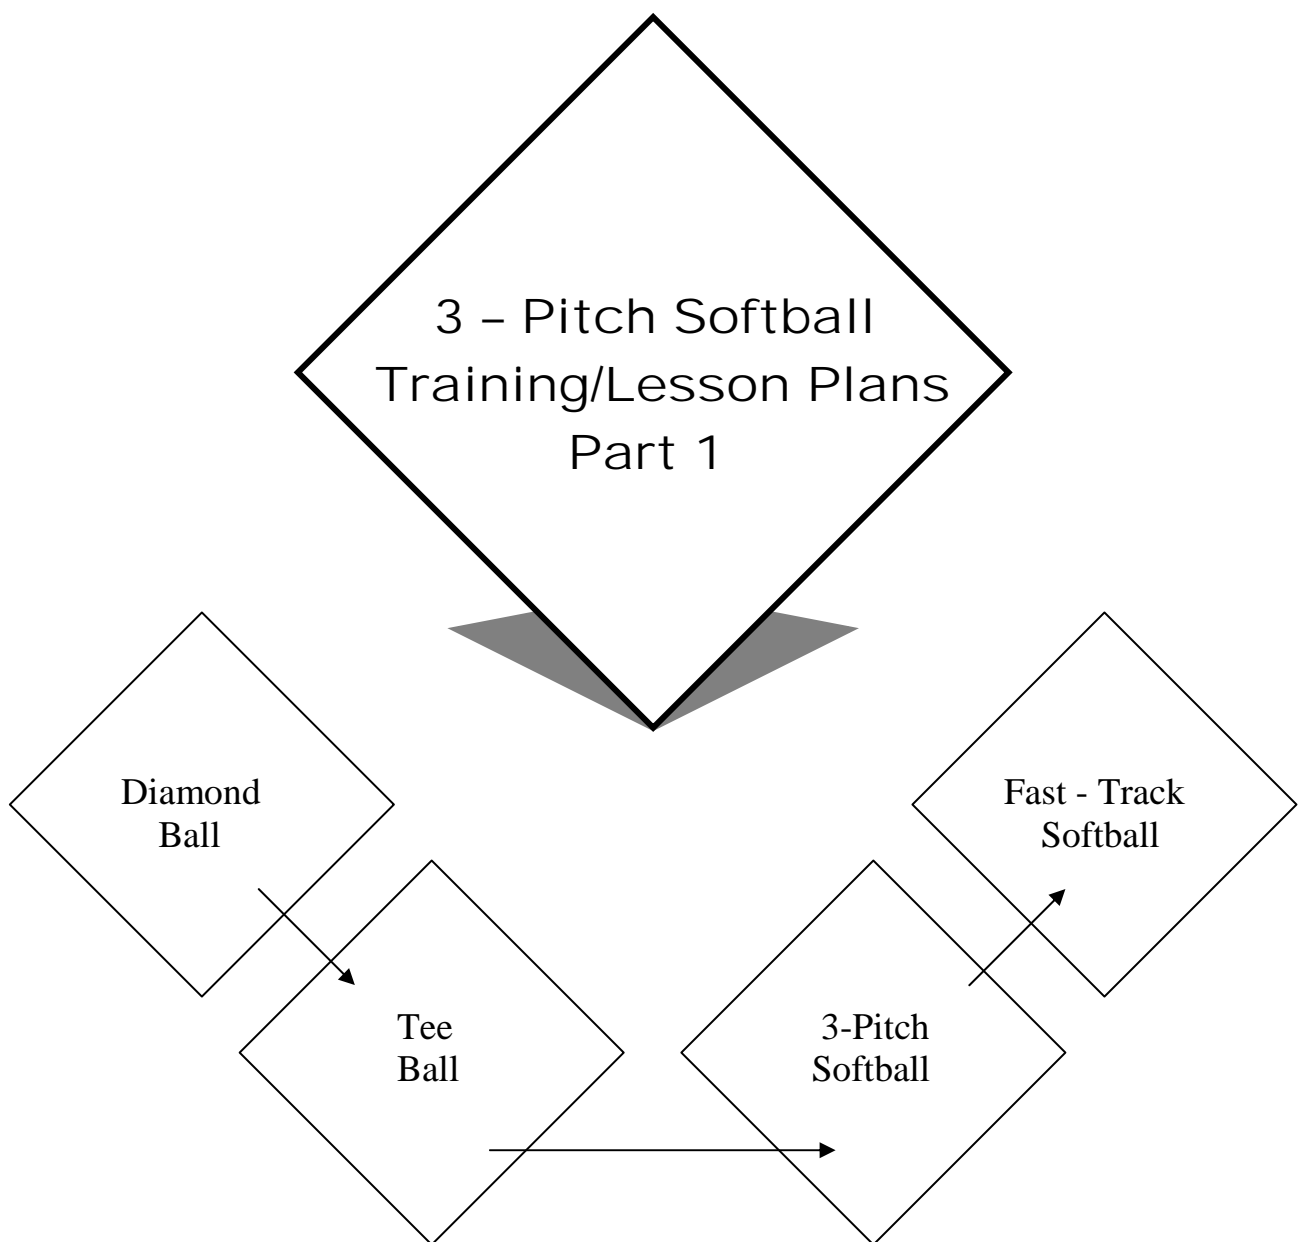 3 – Pitch Softball
Training/Lesson Plans
Part 1
Diamond
Ball
Fast - Track
Softball
Tee
Ball
3-Pitch
Softball